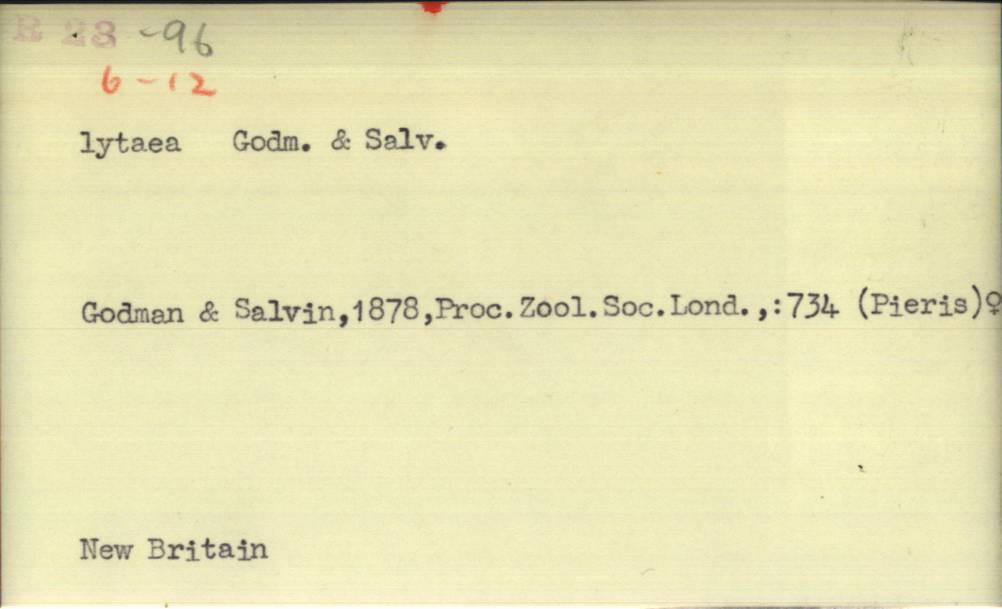 R 23 -96
6-12
lytaea Godm. & Salv.
Godman & Salvin,1878,Proc.Zool.Soc.Lond.,:734 (Pieris)♀
New Britain